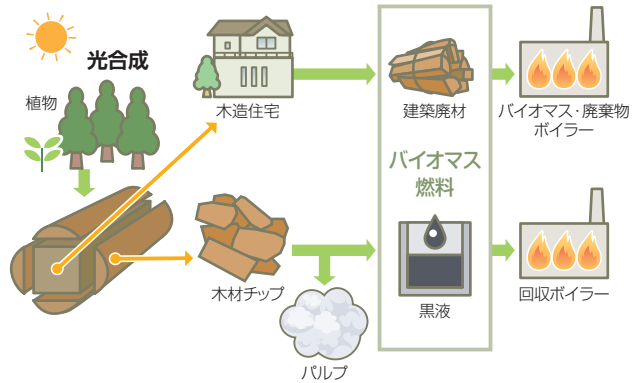 光合成
植物
木造住宅
建築廃材
バイオマス・廃棄物
ボイラー
バイオマス
燃料
木材チップ
黒液
回収ボイラー
パルプ